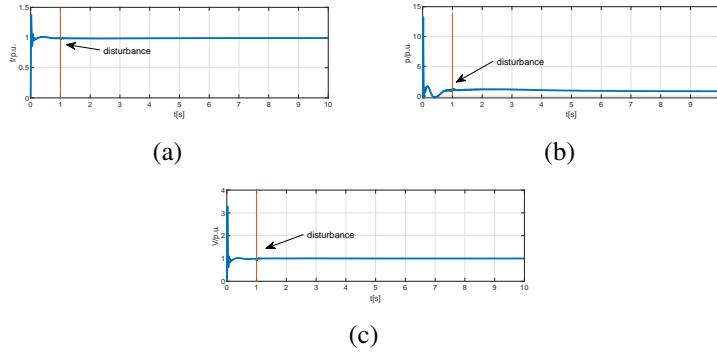 1.5
1
0.5
0
f/p.u.
disturbance
0 1 2 3 4 5 6 7 8 9 10
t[s]
(a)
15
10
5
0
p/p.u.
disturbance
0 1 2 3 4 5 6 7 8 9
t[s]
(b)
4
3
2
1
0
V/p.u.
disturbance
0 1 2 3 4 5 6 7 8 9 10
t[s]
(c)